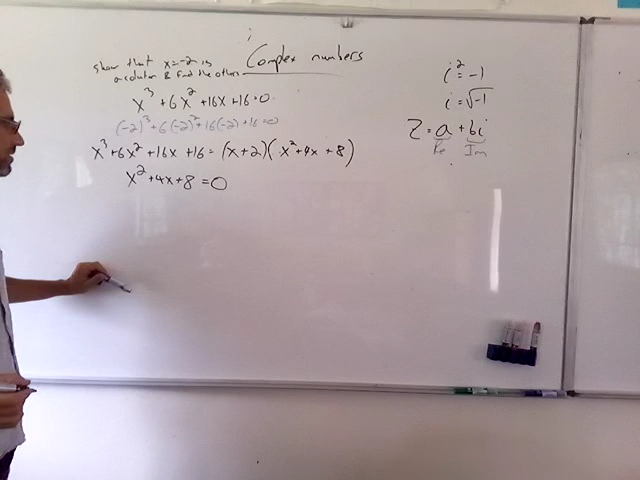 Complex numbers
show that x=-2 is
a solution & find the others
x³ + 6x² + 16x + 16 = 0
(-2)³ + 6(-2)² + 16(-2) + 16 = 0
x³ + 6x² + 16x + 16 = (x+2)(x² + 4x + 8)
x² + 4x + 8 = 0
i² = -1
i = √-1
Z = a + bi
Re Im